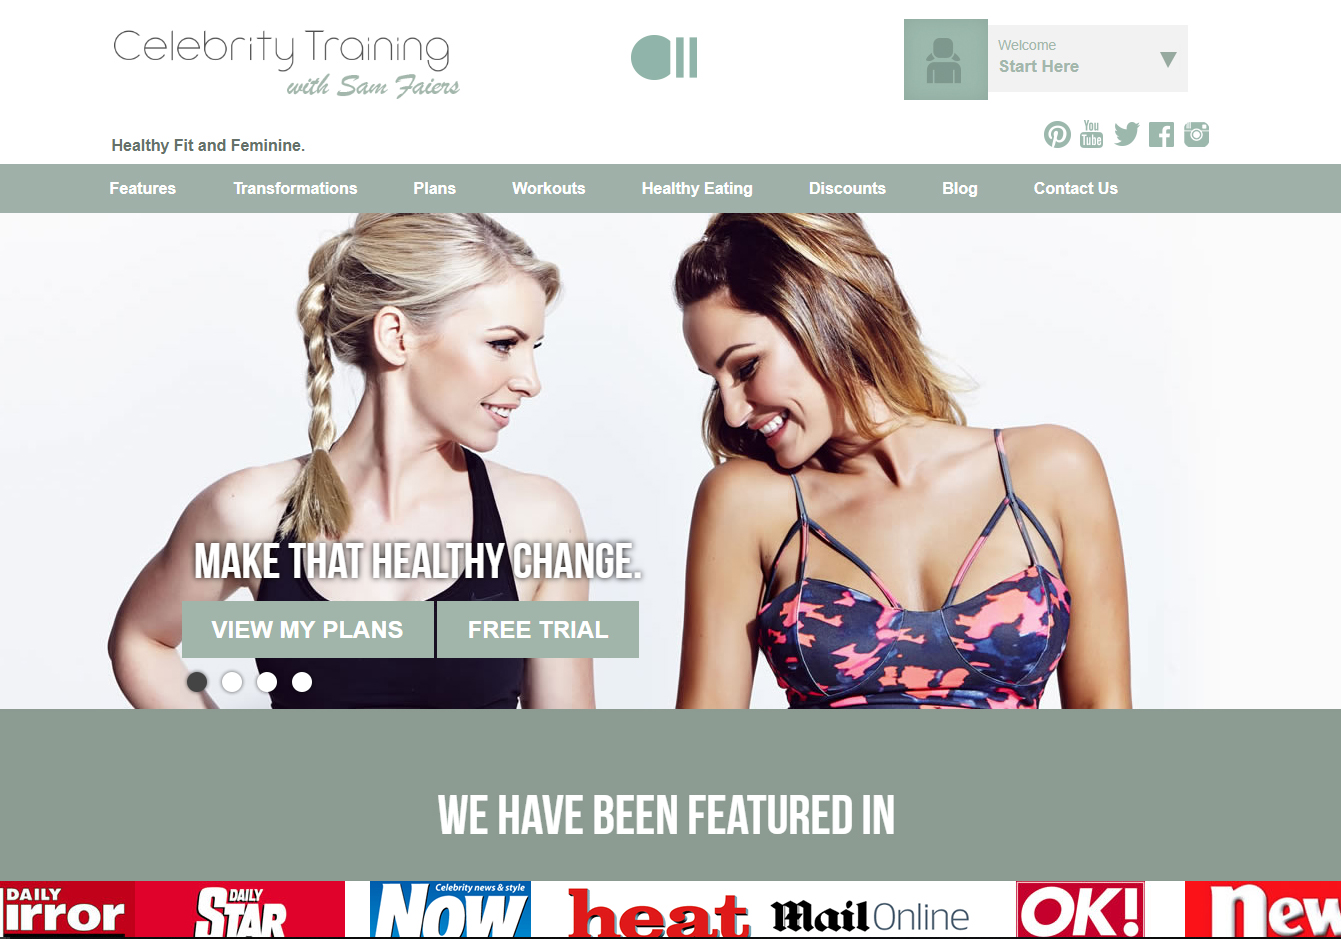 Celebrity Training
with Sam Faiers
Welcome
Start Here
You
Tube
Healthy Fit and Feminine.
Features Transformations Plans Workouts Healthy Eating Discounts Blog Contact Us
MAKE THAT HEALTHY CHANGE.
VIEW MY PLANS FREE TRIAL
WE HAVE BEEN FEATURED IN
DAILY
irror
DAILY
STAR
Celebrity news & style
NOW
heat
Mail Online
OK!
New